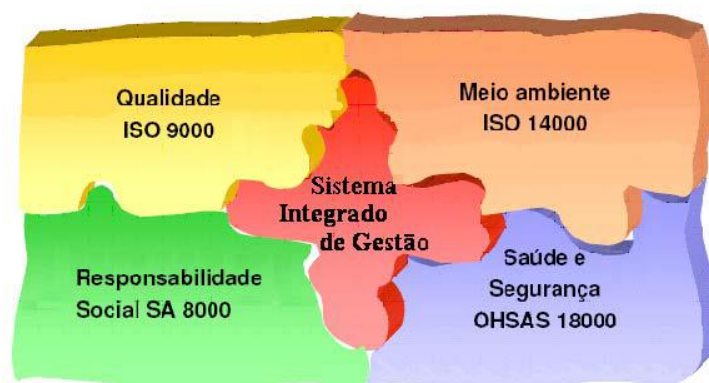 Qualidade
ISO 9000
Meio ambiente
ISO 14000
Sistema
Integrado
de Gestão
Responsabilidade
Social SA 8000
Saúde e
Segurança
OHSAS 18000